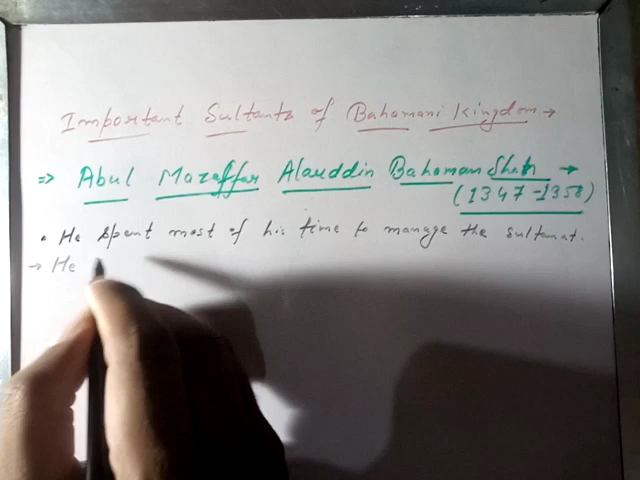 Important Sultants of Bahamani Kingdom →
⇒ Abul Mozaffar Alauddin Bahaman Shah →
(1347-1358)
• He spent most of his time to manage the sultanat.
→ He